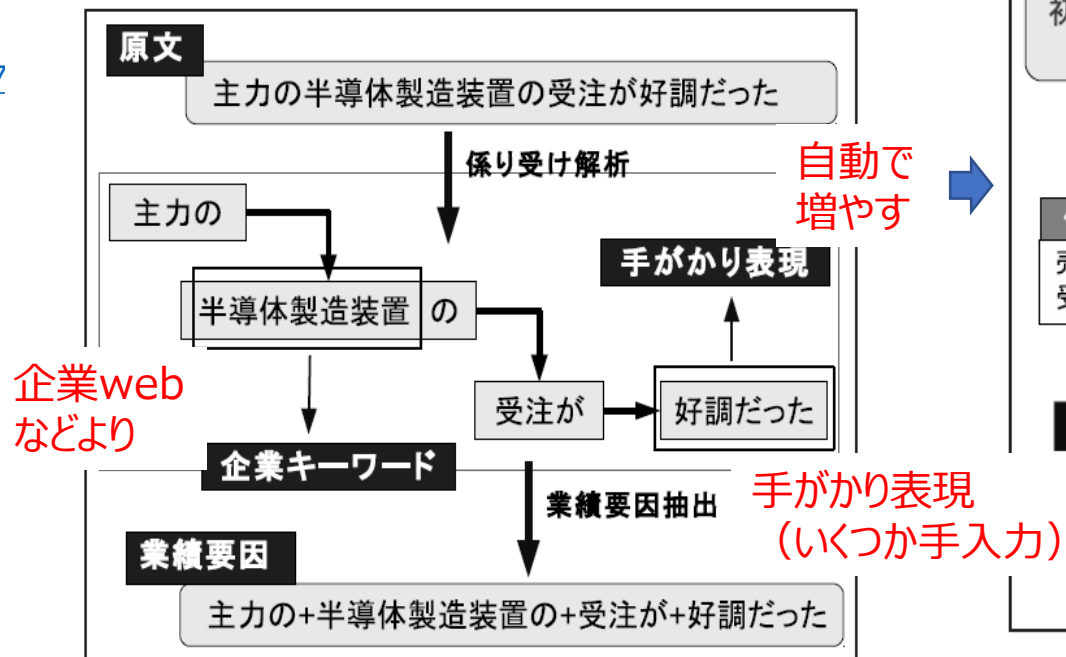 原文
主力の半導体製造装置の受注が好調だった
係り受け解析
自動で
増やす
主力の
手がかり表現
半導体製造装置 の
企業web
などより
受注が
好調だった
企業キーワード
業績要因抽出
手がかり表現
（いくつか手入力）
業績要因
主力の+半導体製造装置の+受注が+好調だった